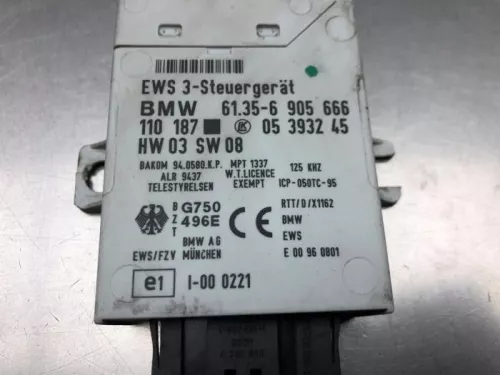 EWS 3-Steuergerät
BMW 61.35-6 905 666
110 187 05 3932 45
HW 03 SW 08
BAKOM 94.0580.K.P. MPT 1337 125 KHZ
ALR 9437 W.T.LICENCE
TELESTYRELSEN EXEMPT ICP-050TC-95
BZT G750 496E RTT/D/X1162
BMW
BMW AG EWS
EWS/FZV MÜNCHEN E 00 96 0801
e1 I-00 0221